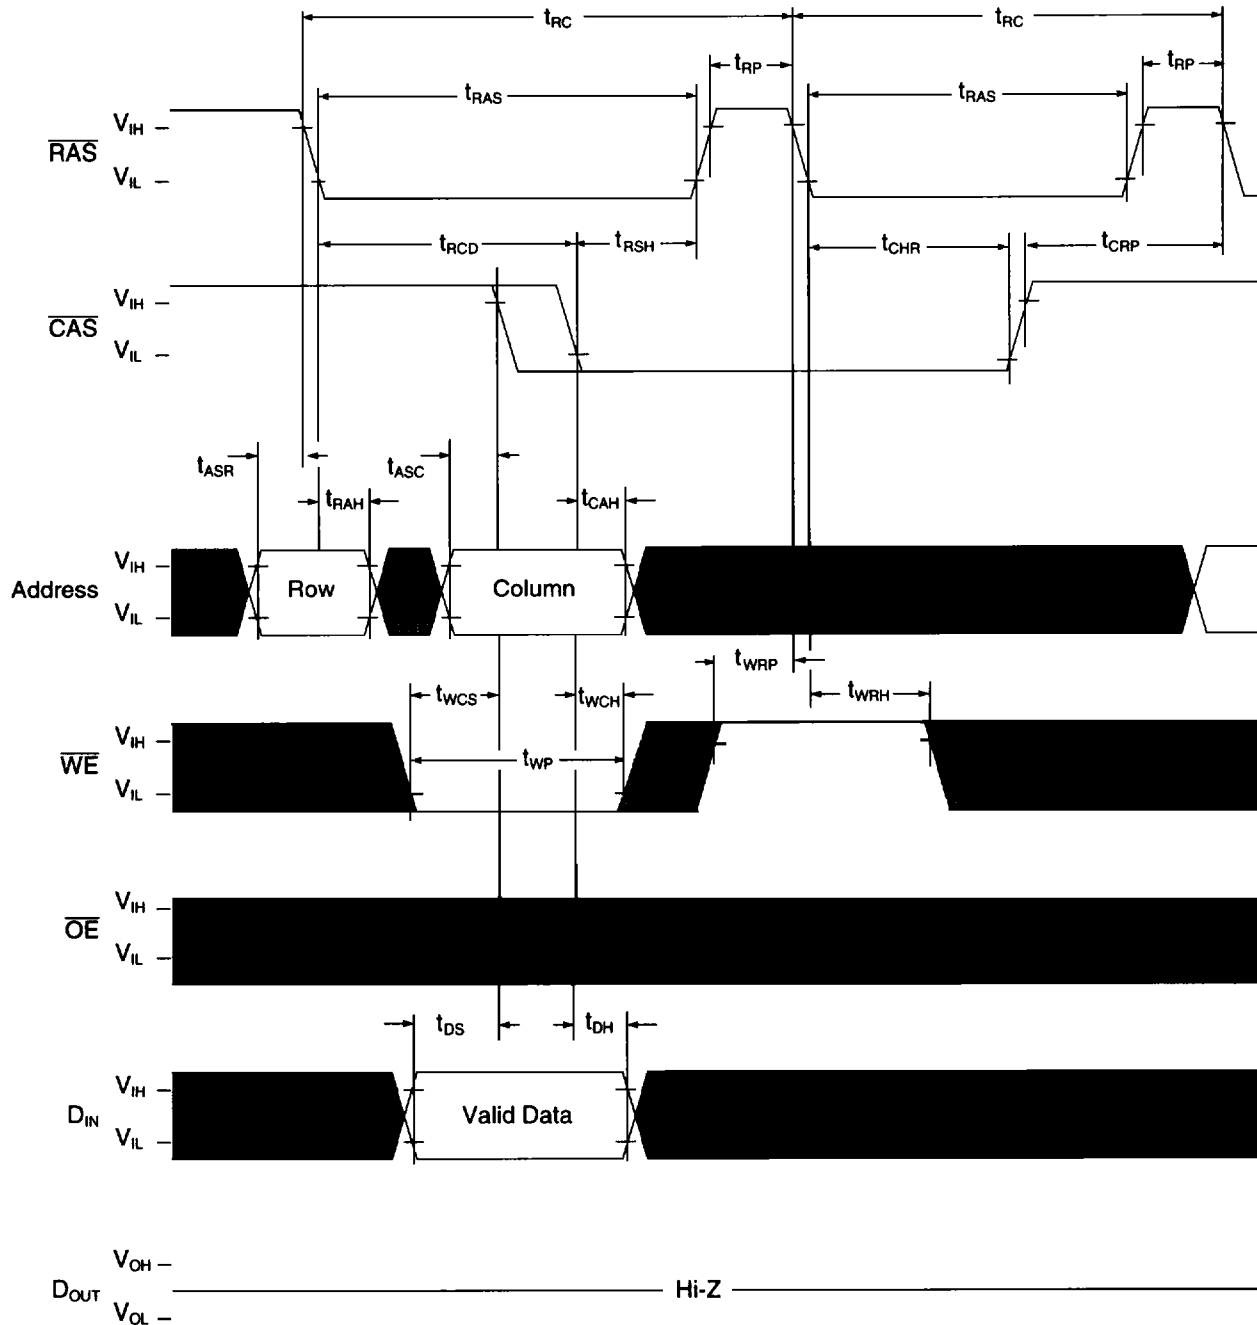 tRC tRC
tRP tRP
tRAS tRAS
VIH
RAS
VIL
tRCD tRSH tCHR tCRP
VIH
CAS
VIL
tASR tASC
tRAH tCAH
VIH
Address Row Column
VIL
tWRP
tWCS tWCH tWRH
VIH
WE tWP
VIL
VIH
OE
VIL
tDS tDH
VIH
DIN Valid Data
VIL
VOH
DOUT Hi-Z
VOL